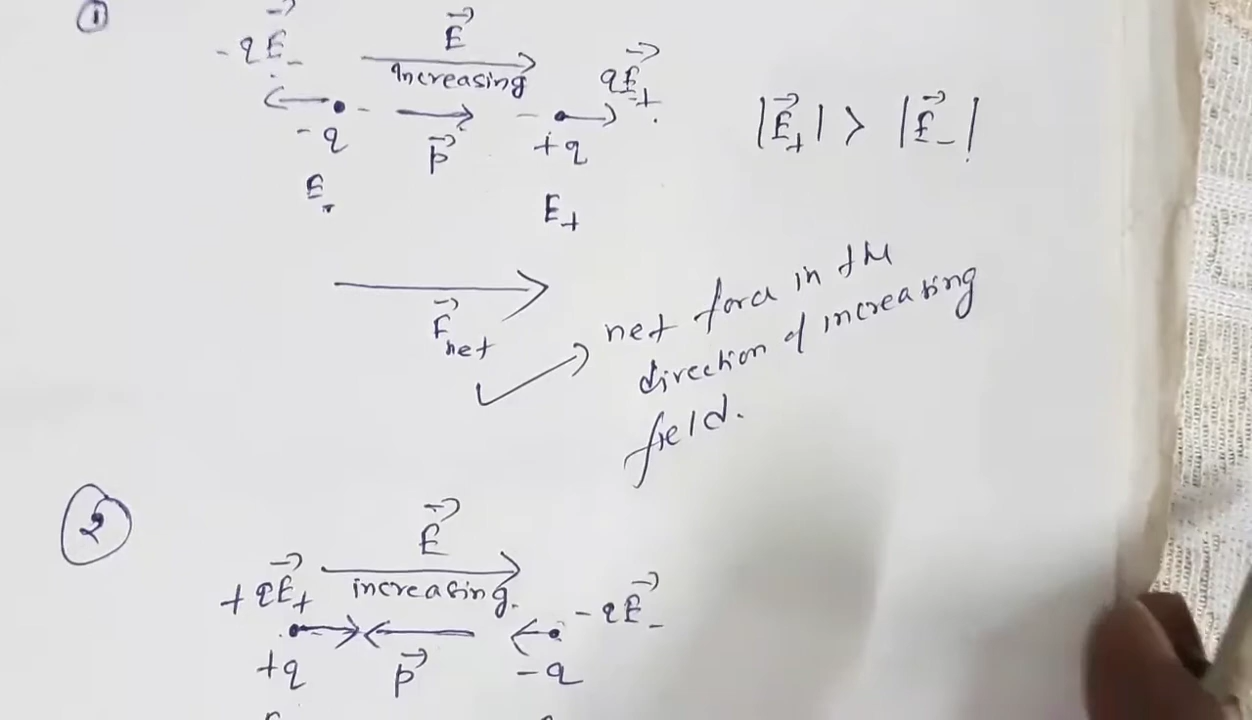 ①
-qE⃗₋
E⃗
increasing
qE⃗₊
-q
p⃗
+q
|E⃗₊| > |E⃗₋|
E₋
E₊
F⃗net
net force in the
direction of increasing
field.
②
E⃗
+qE⃗₊
increasing.
-qE⃗₋
+q
p⃗
-q